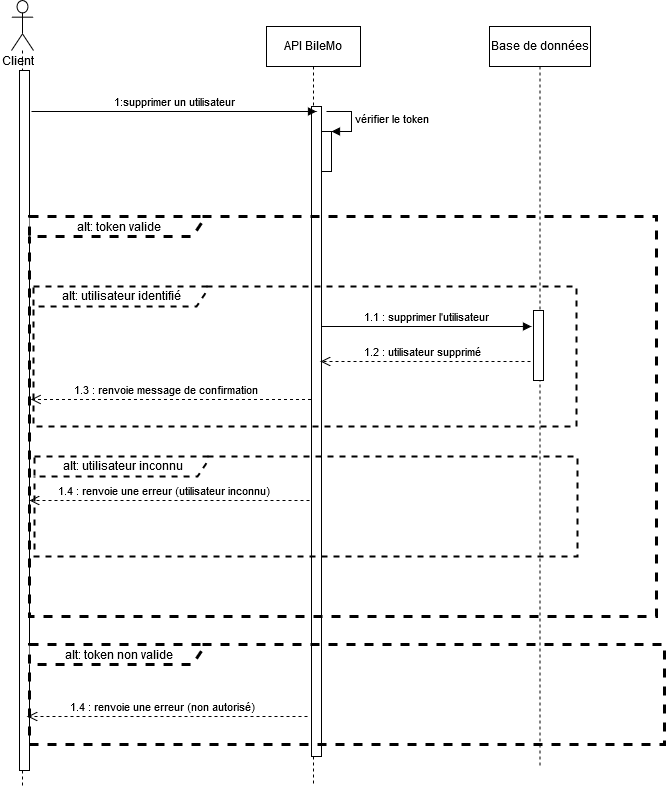 Client
API BileMo
Base de données
1:supprimer un utilisateur
vérifier le token
alt: token valide
alt: utilisateur identifié
1.1 : supprimer l'utilisateur
1.2 : utilisateur supprimé
1.3 : renvoie message de confirmation
alt: utilisateur inconnu
1.4 : renvoie une erreur (utilisateur inconnu)
alt: token non valide
1.4 : renvoie une erreur (non autorisé)